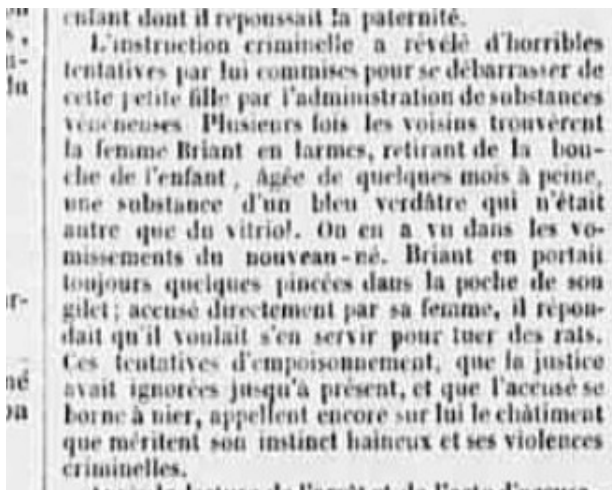 enfant dont il repoussait la paternité.
L'instruction criminelle a révélé d'horribles
tentatives par lui commises pour se débarrasser de
cette petite fille par l'administration de substances
vénéneuses Plusieurs fois les voisins trouvèrent
la femme Briant en larmes, retirant de la bou-
che de l'enfant, âgée de quelques mois à peine,
une substance d'un bleu verdâtre qui n'était
autre que du vitriol. On en a vu dans les vo-
missements du nouveau-né. Briant en portait
toujours quelques pincées dans la poche de son
gilet; accusé directement par sa femme, il répon-
dait qu'il voulait s'en servir pour tuer des rats.
Ces tentatives d'empoisonnement, que la justice
avait ignorées jusqu'à présent, et que l'accusé se
borne à nier, appellent encore sur lui le châtiment
que méritent son instinct haineux et ses violences
criminelles.